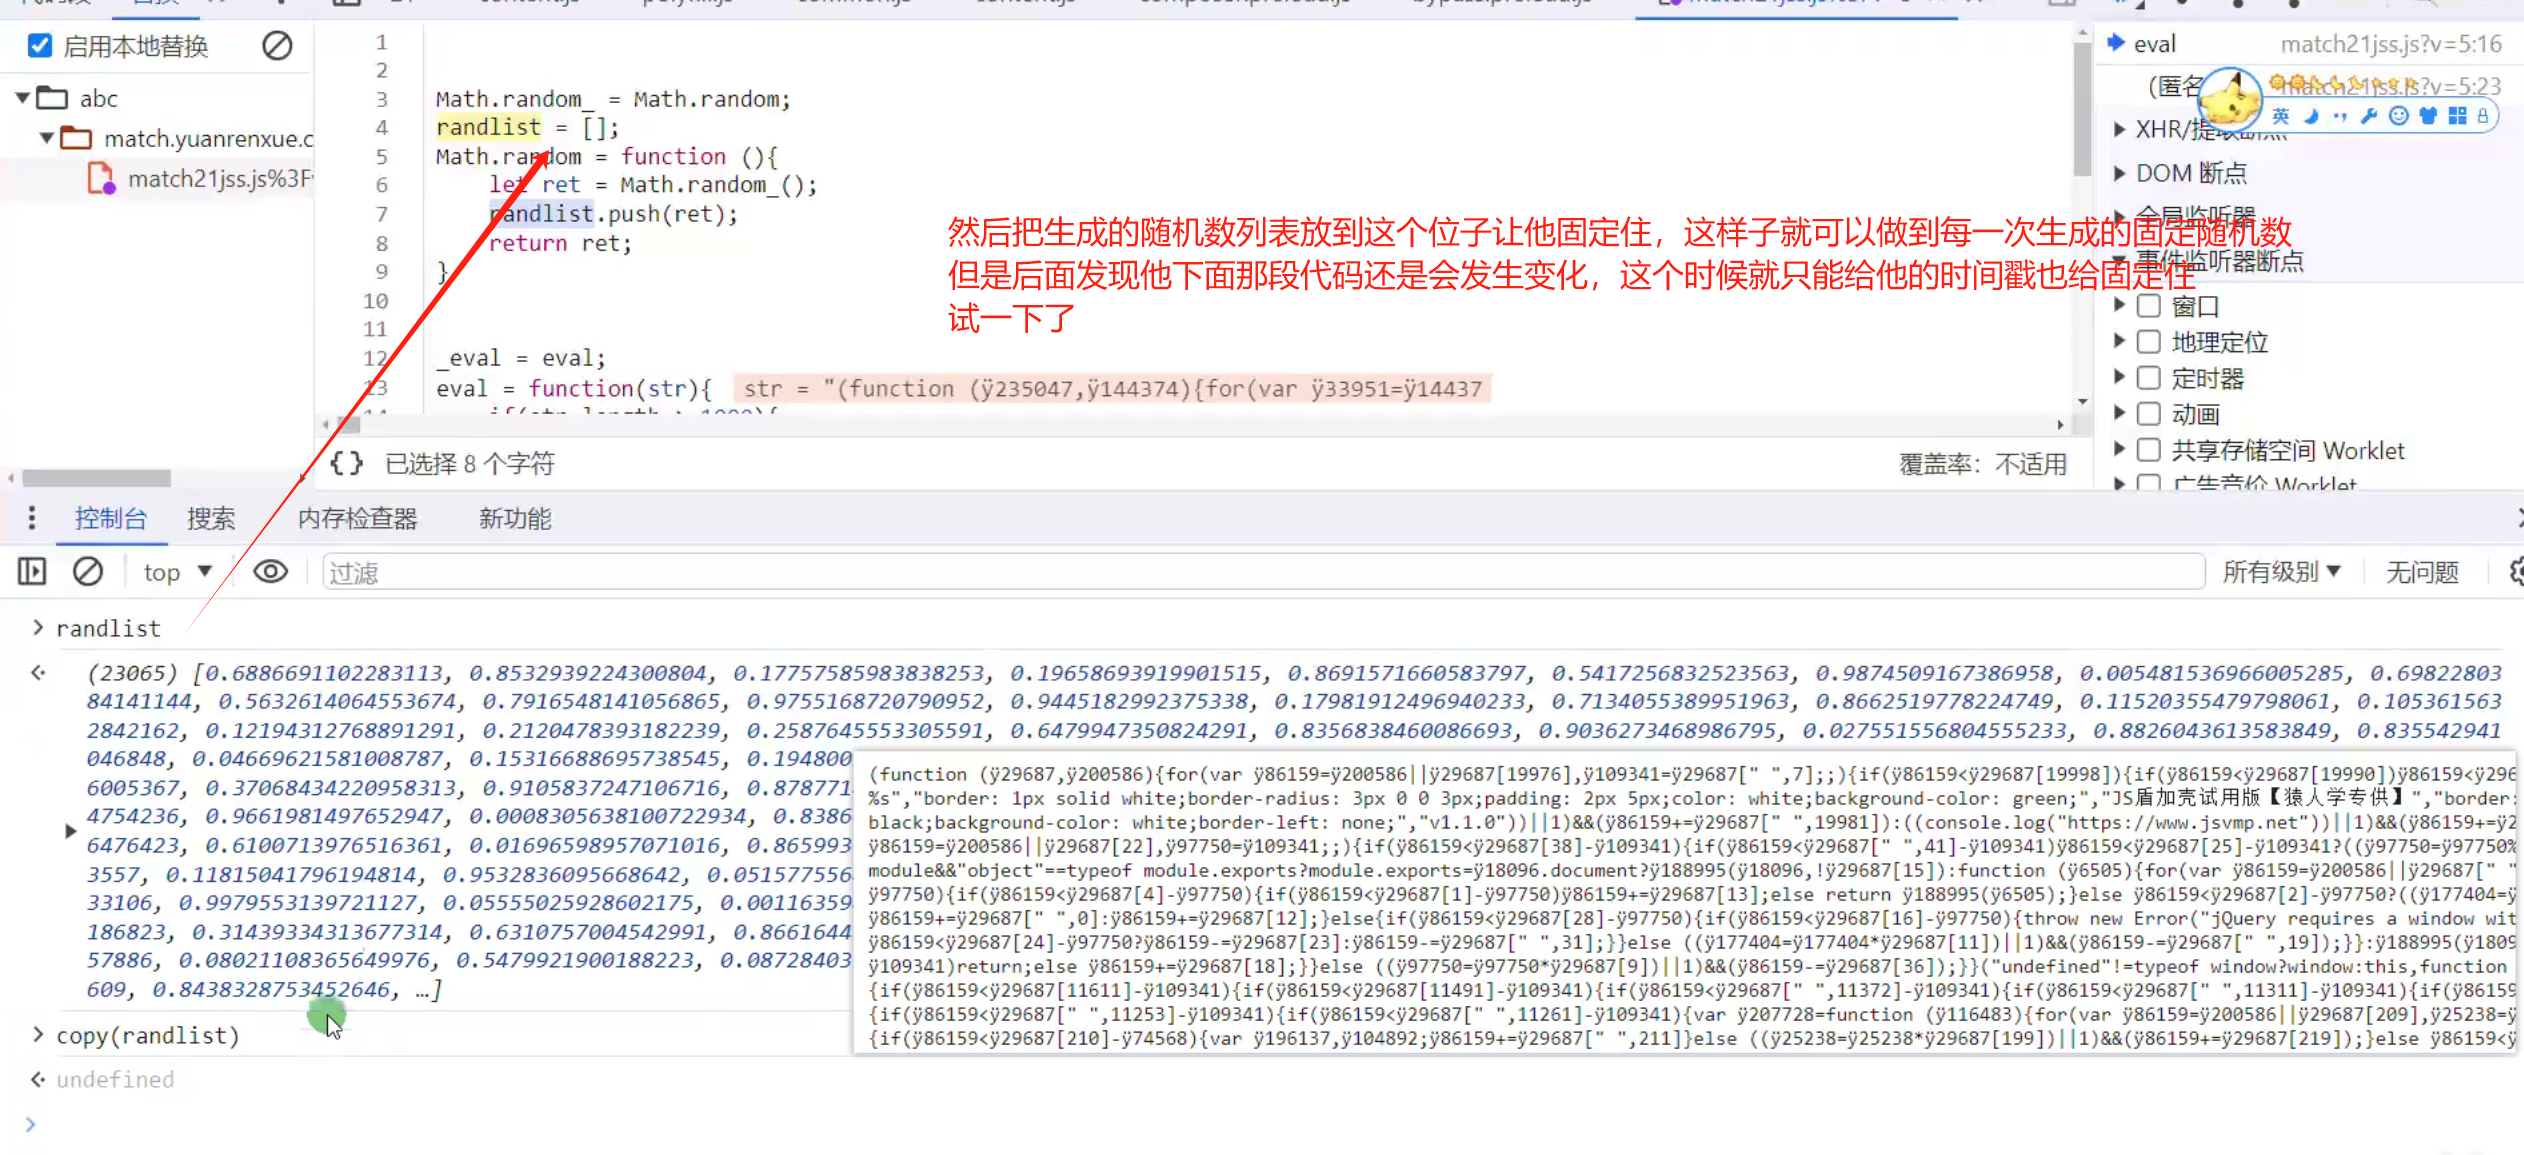 启用本地替换
abc
match.yuanrenxue.c
match21jss.js%3F
1
2
3 Math.random_ = Math.random;
4 randlist = [];
5 Math.random = function (){
6 let ret = Math.random_();
7 randlist.push(ret);
8 return ret;
9 }
10
11
12 _eval = eval;
13 eval = function(str){ str = "(function (ÿ235047,ÿ144374){for(var ÿ33951=ÿ14437
然后把生成的随机数列表放到这个位子让他固定住，这样子就可以做到每一次生成的固定随机数
但是后面发现他下面那段代码还是会发生变化，这个时候就只能给他的时间戳也给固定住
试一下了
{} 已选择 8 个字符
覆盖率：不适用
eval match21jss.js?v=5:16
(匿名 match21jss.js?v=5:23
英
XHR/提取断点
DOM 断点
全局监听器
事件监听器断点
窗口
地理定位
定时器
动画
共享存储空间 Worklet
广告竞价 Worklet
控制台 搜索 内存检查器 新功能
top 过滤 所有级别 无问题
> randlist
(23065) [0.6886691102283113, 0.8532939224300804, 0.17757585983838253, 0.19658693919901515, 0.8691571660583797, 0.5417256832523563, 0.9874509167386958, 0.005481536966005285, 0.69822803
84141144, 0.5632614064553674, 0.7916548141056865, 0.9755168720790952, 0.9445182992375338, 0.17981912496940233, 0.7134055389951963, 0.8662519778224749, 0.11520355479798061, 0.105361563
2842162, 0.12194312768891291, 0.2120478393182239, 0.2587645553305591, 0.6479947350824291, 0.8356838460086693, 0.9036273468986795, 0.027551556804555233, 0.8826043613583849, 0.835542941
046848, 0.04669621581008787, 0.15316688695738545, 0.194800
6005367, 0.37068434220958313, 0.9105837247106716, 0.878771
4754236, 0.9661981497652947, 0.0008305638100722934, 0.8386
6476423, 0.6100713976516361, 0.01696598957071016, 0.865993
3557, 0.11815041796194814, 0.9532836095668642, 0.051577556
33106, 0.9979553139721127, 0.05555025928602175, 0.00116359
186823, 0.31439334313677314, 0.6310757004542991, 0.8661644
57886, 0.08021108365649976, 0.5479921900188223, 0.08728403
609, 0.8438328753452646, …]
(function (ÿ29687,ÿ200586){for(var ÿ86159=ÿ200586||ÿ29687[19976],ÿ109341=ÿ29687[" ",7];;){if(ÿ86159<ÿ29687[19998]){if(ÿ86159<ÿ29687[19990])ÿ86159<ÿ296
%s","border: 1px solid white;border-radius: 3px 0 0 3px;padding: 2px 5px;color: white;background-color: green;","JS盾加壳试用版【猿人学专供】","border:
black;background-color: white;border-left: none;","v1.1.0"))||1)&&(ÿ86159+=ÿ29687[" ",19981]):((console.log("https://www.jsvmp.net"))||1)&&(ÿ86159+=ÿ2
ÿ86159=ÿ200586||ÿ29687[22],ÿ97750=ÿ109341;;){if(ÿ86159<ÿ29687[38]-ÿ109341){if(ÿ86159<ÿ29687[" ",41]-ÿ109341)ÿ86159<ÿ29687[25]-ÿ109341?((ÿ97750=ÿ97750%
module&&"object"==typeof module.exports?module.exports=ÿ18096.document?ÿ188995(ÿ18096,!ÿ29687[15]):function (ÿ6505){for(var ÿ86159=ÿ200586||ÿ29687[" "
ÿ97750){if(ÿ86159<ÿ29687[4]-ÿ97750){if(ÿ86159<ÿ29687[1]-ÿ97750)ÿ86159+=ÿ29687[13];else return ÿ188995(ÿ6505);}else ÿ86159<ÿ29687[2]-ÿ97750?((ÿ177404=ÿ
ÿ86159+=ÿ29687[" ",0]:ÿ86159+=ÿ29687[12];}else{if(ÿ86159<ÿ29687[28]-ÿ97750){if(ÿ86159<ÿ29687[16]-ÿ97750){throw new Error("jQuery requires a window wit
ÿ86159<ÿ29687[24]-ÿ97750?ÿ86159-=ÿ29687[23]:ÿ86159-=ÿ29687[" ",31];}}else ((ÿ177404=ÿ177404*ÿ29687[11])||1)&&(ÿ86159-=ÿ29687[" ",19]);}}:ÿ188995(ÿ1809
ÿ109341)return;else ÿ86159+=ÿ29687[18];}}else ((ÿ97750=ÿ97750*ÿ29687[9])||1)&&(ÿ86159-=ÿ29687[36]);}}("undefined"!=typeof window?window:this,function
{if(ÿ86159<ÿ29687[11611]-ÿ109341){if(ÿ86159<ÿ29687[11491]-ÿ109341){if(ÿ86159<ÿ29687[" ",11372]-ÿ109341){if(ÿ86159<ÿ29687[" ",11311]-ÿ109341){if(ÿ8615
{if(ÿ86159<ÿ29687[" ",11253]-ÿ109341){if(ÿ86159<ÿ29687[" ",11261]-ÿ109341){var ÿ207728=function (ÿ116483){for(var ÿ86159=ÿ200586||ÿ29687[209],ÿ25238=ÿ
{if(ÿ86159<ÿ29687[210]-ÿ74568){var ÿ196137,ÿ104892;ÿ86159+=ÿ29687[" ",211]}else ((ÿ25238=ÿ25238*ÿ29687[199])||1)&&(ÿ86159+=ÿ29687[219]);}else ÿ86159<ÿ
> copy(randlist)
undefined